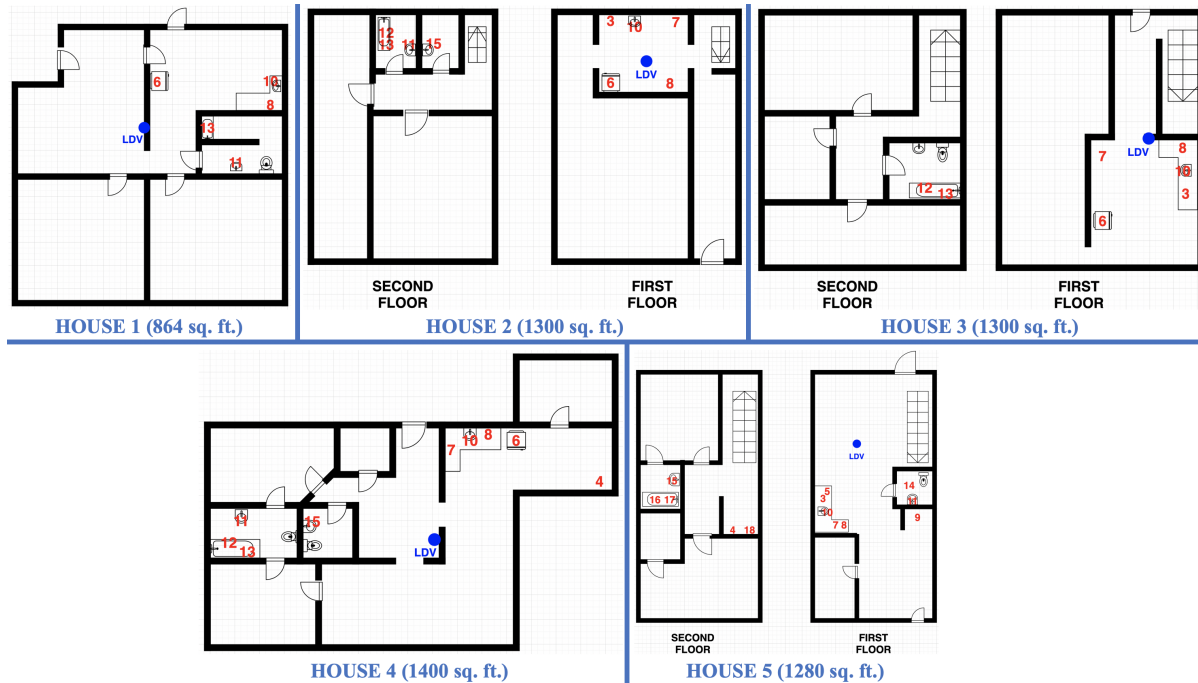 6
10
8
LDV
13
11
HOUSE 1 (864 sq. ft.)
12
13
11
15
SECOND
FLOOR
3
10
7
LDV
6
8
FIRST
FLOOR
HOUSE 2 (1300 sq. ft.)
12
13
SECOND
FLOOR
LDV
7
8
10
3
6
FIRST
FLOOR
HOUSE 3 (1300 sq. ft.)
10
8
6
7
4
11
15
12
13
LDV
HOUSE 4 (1400 sq. ft.)
15
16 17
4 18
SECOND
FLOOR
LDV
5
3
10
7 8
14
11
9
FIRST
FLOOR
HOUSE 5 (1280 sq. ft.)